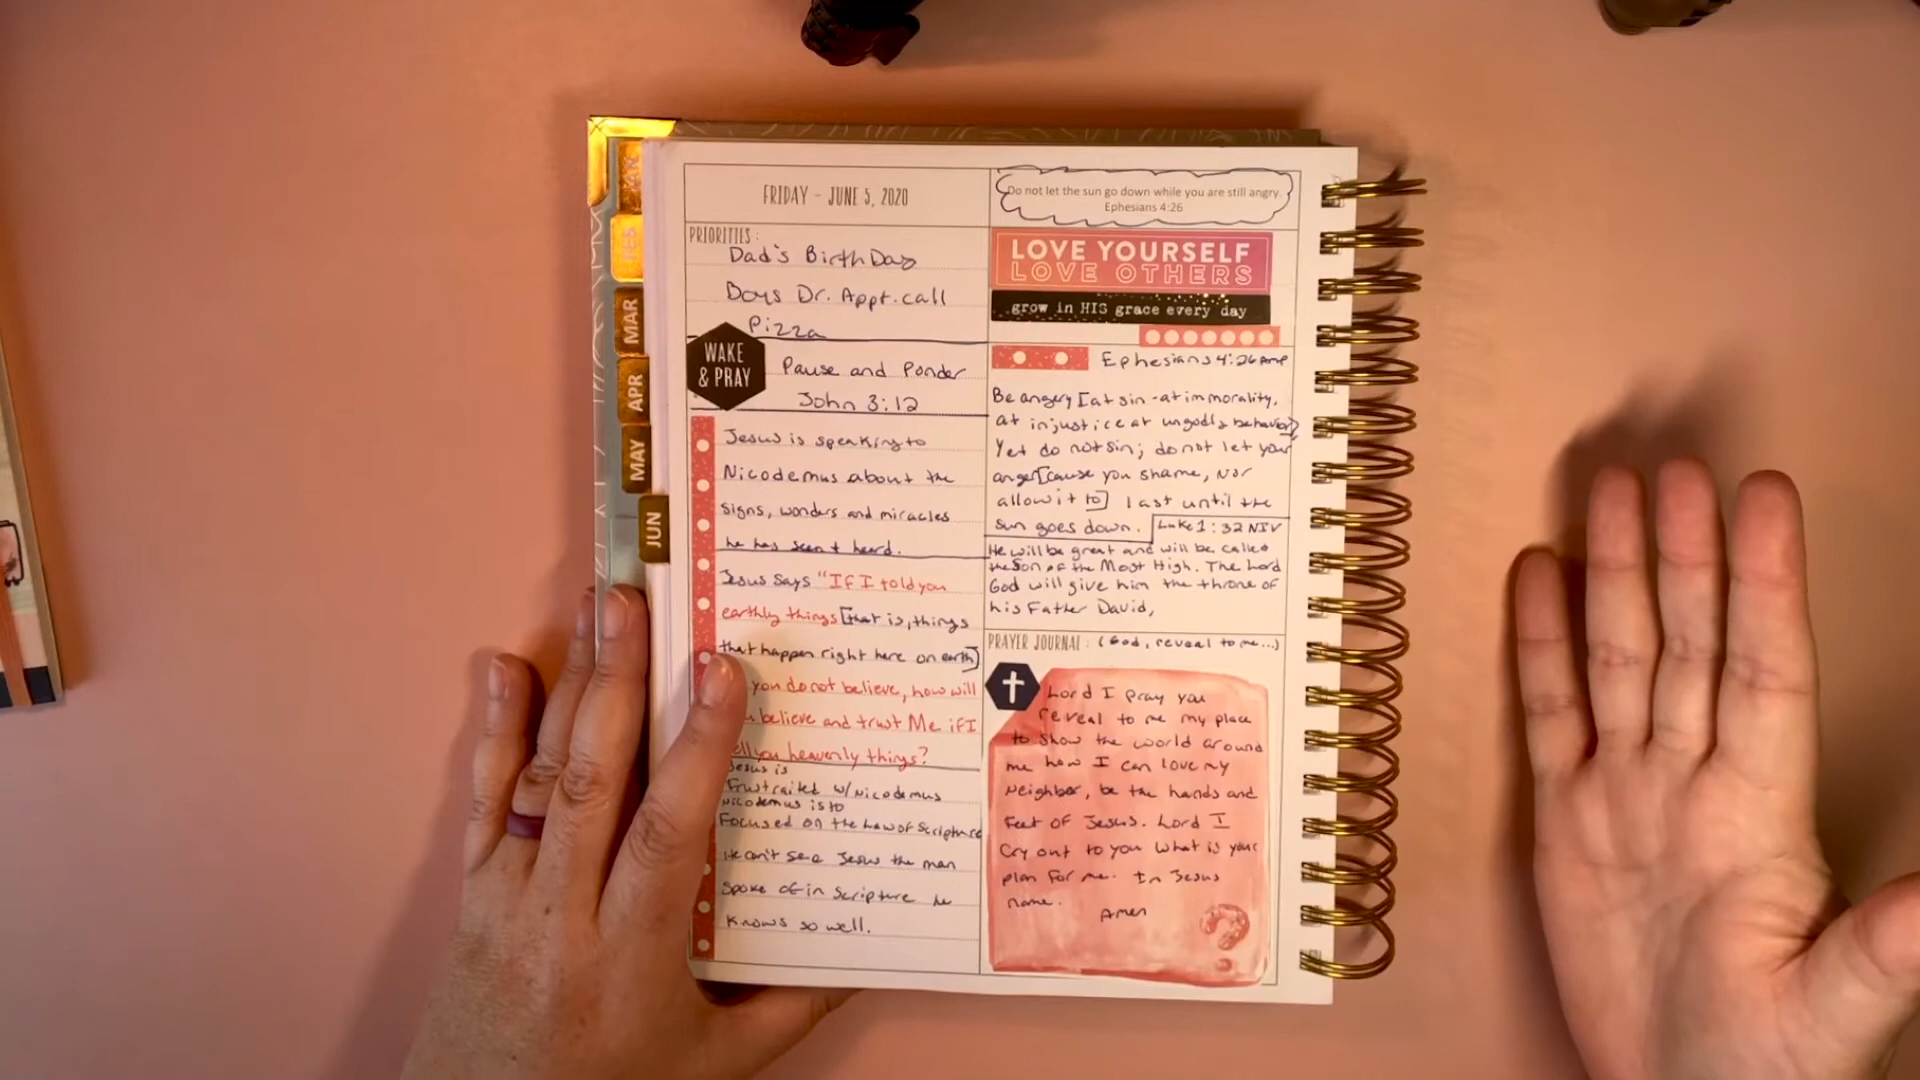 JAN
FEB
MAR
APR
MAY
JUN
FRIDAY - JUNE 5, 2020
PRIORITIES:
Dad's BirthDay
Boys Dr. Appt. call
Pizza
WAKE
& PRAY
Pause and Ponder
John 3:12
Jesus is speaking to
Nicodemus about the
signs, wonders and miracles
he has seen + heard.
Jesus says "If I told you
earthly things [that is, things
that happen right here on earth]
you do not believe, how will
believe and trust Me if I
you heavenly things?
Jesus is
Frustraited w/Nicodemus
Nicodemus is to
Focused on the Law of Scripture
He can't see Jesus the man
spoke of in Scripture he
knows so well.
Do not let the sun go down while you are still angry.
Ephesians 4:26
LOVE YOURSELF
LOVE OTHERS
grow in HIS grace every day
Ephesians 4:26 AMP
Be angery [at sin - at immorality,
at injustice at ungodly behavior]
Yet do not sin; do not let your
anger [cause you shame, Nor
allow it to] last until the
sun goes down.
Luke 1:32 NIV
He will be great and will be called
the Son of the Most High. The Lord
God will give him the throne of
his Father David,
PRAYER JOURNAL: (God, reveal to me...)
Lord I pray you
reveal to me my place
to show the world around
me how I can love my
Neighbor, be the hands and
feet of Jesus. Lord I
Cry out to you what is your
plan for me. In Jesus
name.
Amen
?